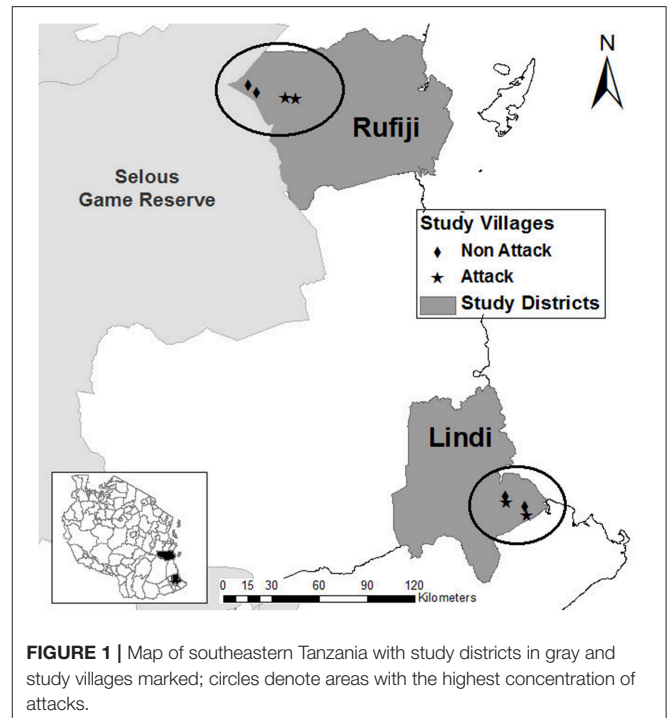 N
Rufiji
Selous
Game Reserve
Study Villages
Non Attack
Attack
Study Districts
Lindi
0 15 30 60 90 120
Kilometers
FIGURE 1 | Map of southeastern Tanzania with study districts in gray and
study villages marked; circles denote areas with the highest concentration of
attacks.